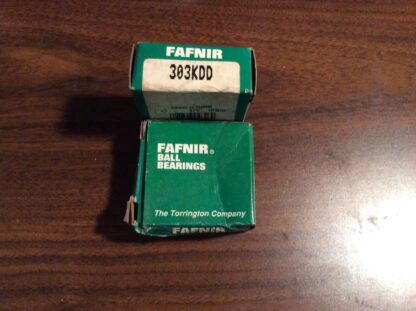 FAFNIR
303KDD
FAFNIR®
BALL
BEARINGS
The Torrington Company
FAFNIR